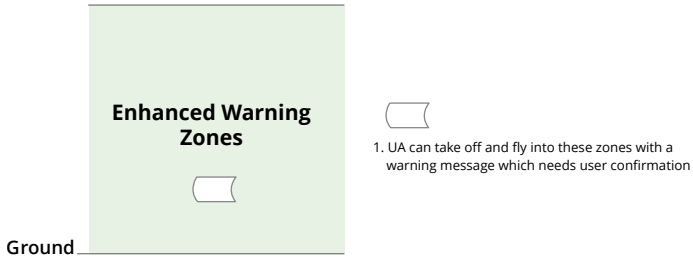 Enhanced Warning
Zones
1. UA can take off and fly into these zones with a
warning message which needs user confirmation
Ground